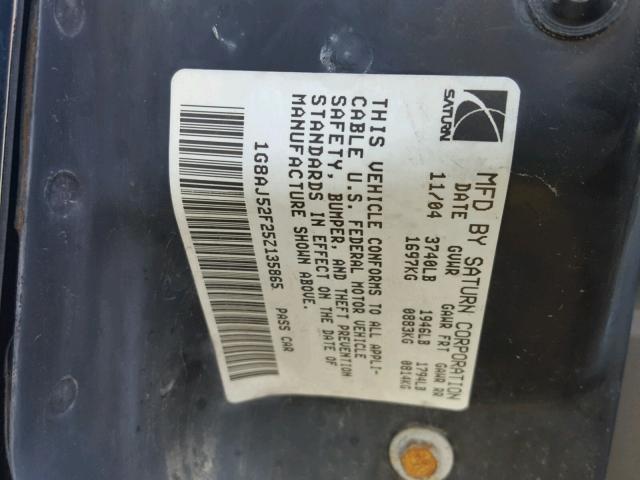 SATURN
MFD BY SATURN CORPORATION
DATE GVWR GAWR FRT GAWR RR
11/04 3740LB 1946LB 1794LB
1697KG 0883KG 0814KG
THIS VEHICLE CONFORMS TO ALL APPLI-
CABLE U.S. FEDERAL MOTOR VEHICLE
SAFETY, BUMPER, AND THEFT PREVENTION
STANDARDS IN EFFECT ON THE DATE OF
MANUFACTURE SHOWN ABOVE.
1G8AJ52F25Z135865 PASS CAR